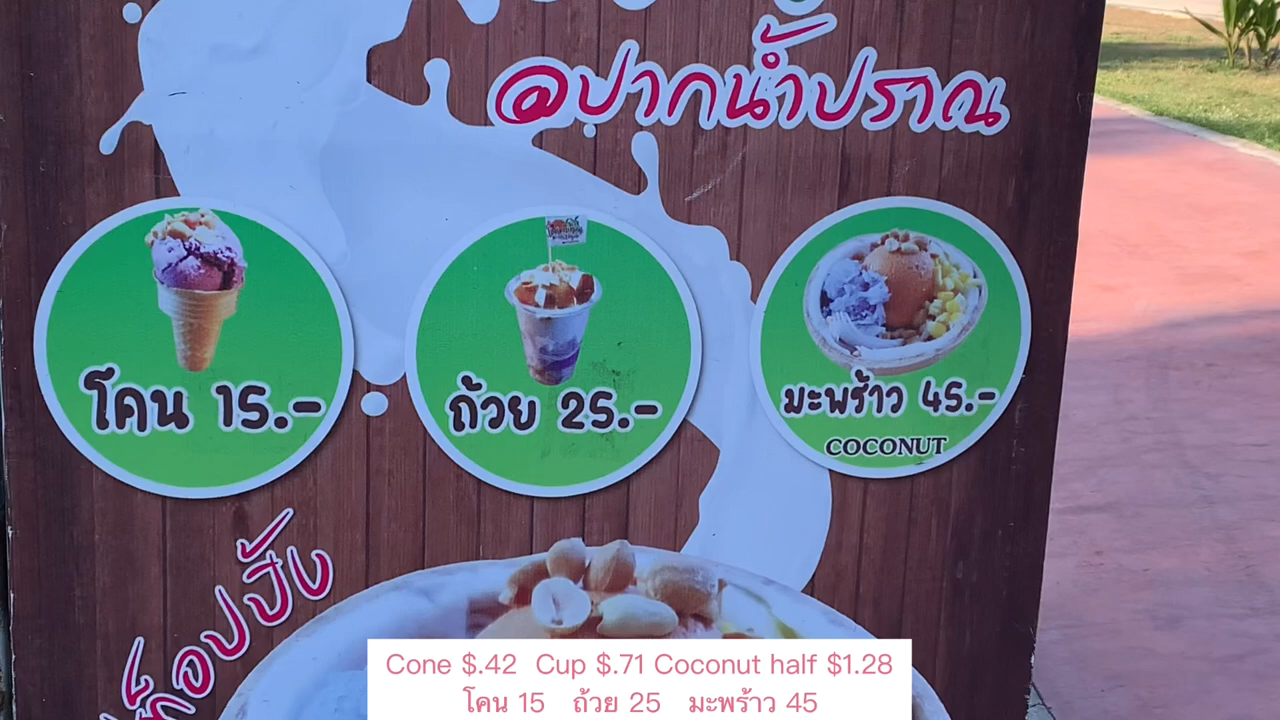 @ปากน้ำปราณ
โคน 15.-
ถ้วย 25.-
มะพร้าว 45.-
COCONUT
Cone $.42 Cup $.71 Coconut half $1.28
โคน 15 ถ้วย 25 มะพร้าว 45